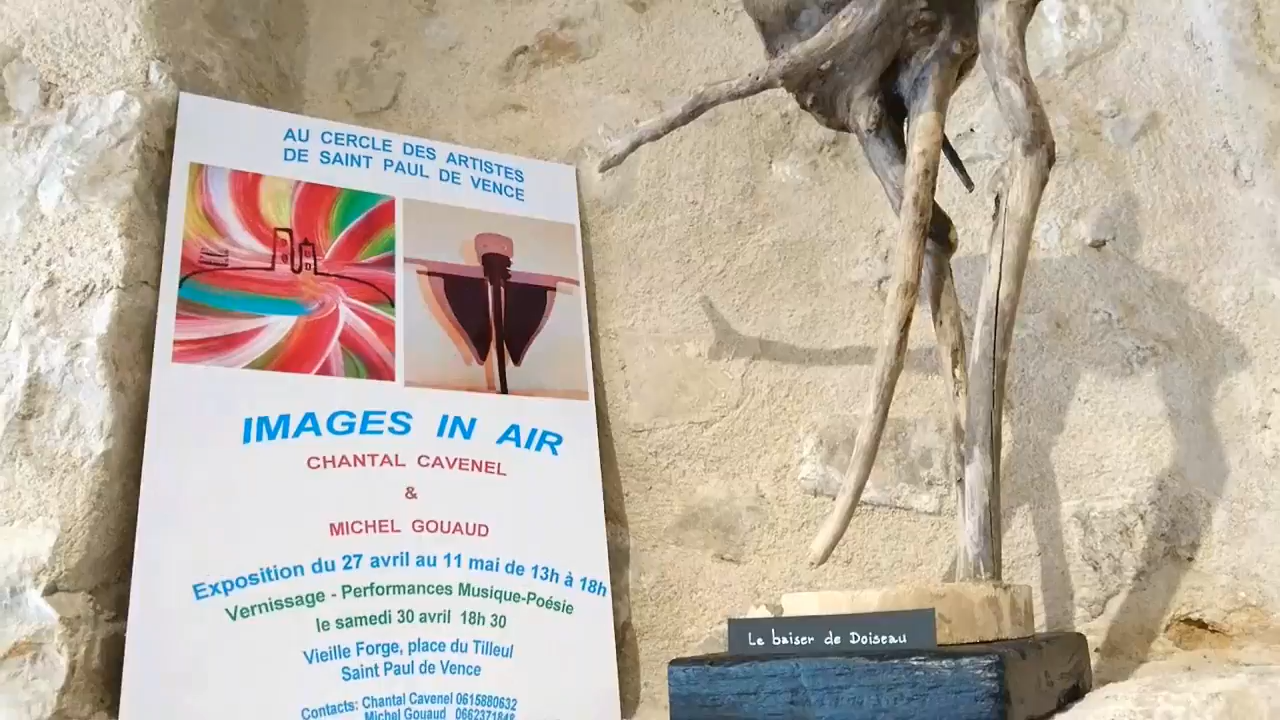 AU CERCLE DES ARTISTES
DE SAINT PAUL DE VENCE
IMAGES IN AIR
CHANTAL CAVENEL
&
MICHEL GOUAUD
Exposition du 27 avril au 11 mai de 13h à 18h
Vernissage - Performances Musique-Poésie
le samedi 30 avril 18h 30
Vieille Forge, place du Tilleul
Saint Paul de Vence
Contacts: Chantal Cavenel 0615880632
Michel Gouaud 0662371848
Le baiser de Doiseau